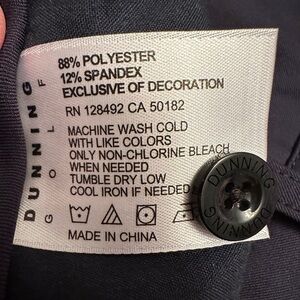 DUNNING
GOLF
88% POLYESTER
12% SPANDEX
EXCLUSIVE OF DECORATION
RN 128492 CA 50182
MACHINE WASH COLD
WITH LIKE COLORS
ONLY NON-CHLORINE BLEACH
WHEN NEEDED
TUMBLE DRY LOW
COOL IRON IF NEEDED
MADE IN CHINA
DUNNING
DUNNING